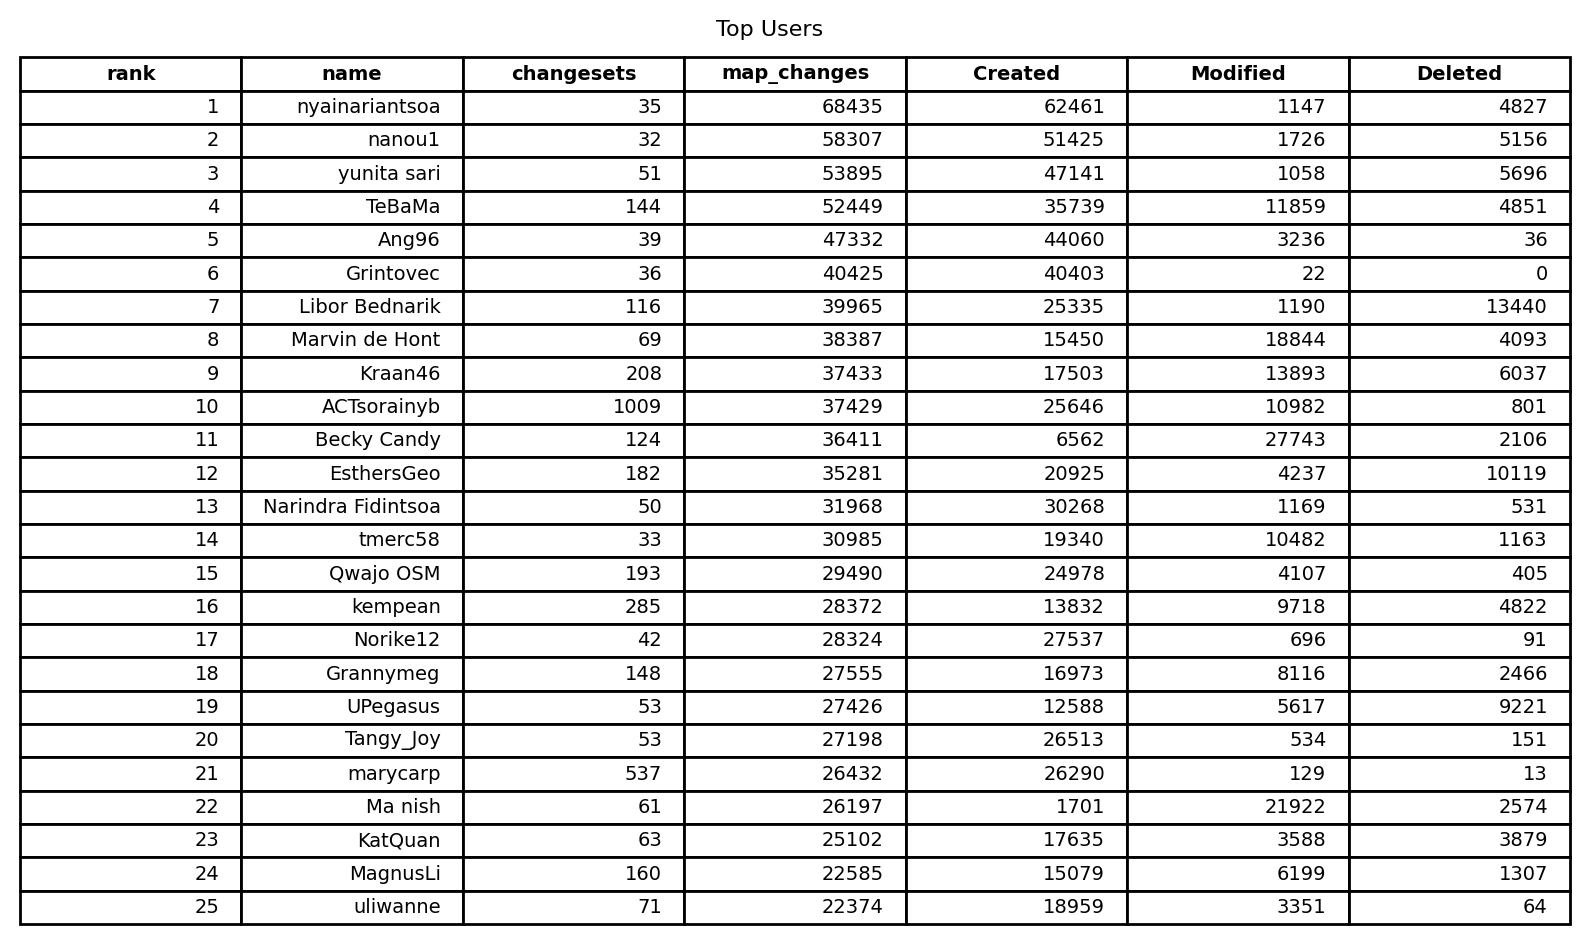 Top Users
rank name changesets map_changes Created Modified Deleted
1 nyainariantsoa 35 68435 62461 1147 4827
2 nanou1 32 58307 51425 1726 5156
3 yunita sari 51 53895 47141 1058 5696
4 TeBaMa 144 52449 35739 11859 4851
5 Ang96 39 47332 44060 3236 36
6 Grintovec 36 40425 40403 22 0
7 Libor Bednarik 116 39965 25335 1190 13440
8 Marvin de Hont 69 38387 15450 18844 4093
9 Kraan46 208 37433 17503 13893 6037
10 ACTsorainyb 1009 37429 25646 10982 801
11 Becky Candy 124 36411 6562 27743 2106
12 EsthersGeo 182 35281 20925 4237 10119
13 Narindra Fidintsoa 50 31968 30268 1169 531
14 tmerc58 33 30985 19340 10482 1163
15 Qwajo OSM 193 29490 24978 4107 405
16 kempean 285 28372 13832 9718 4822
17 Norike12 42 28324 27537 696 91
18 Grannymeg 148 27555 16973 8116 2466
19 UPegasus 53 27426 12588 5617 9221
20 Tangy_Joy 53 27198 26513 534 151
21 marycarp 537 26432 26290 129 13
22 Ma nish 61 26197 1701 21922 2574
23 KatQuan 63 25102 17635 3588 3879
24 MagnusLi 160 22585 15079 6199 1307
25 uliwanne 71 22374 18959 3351 64